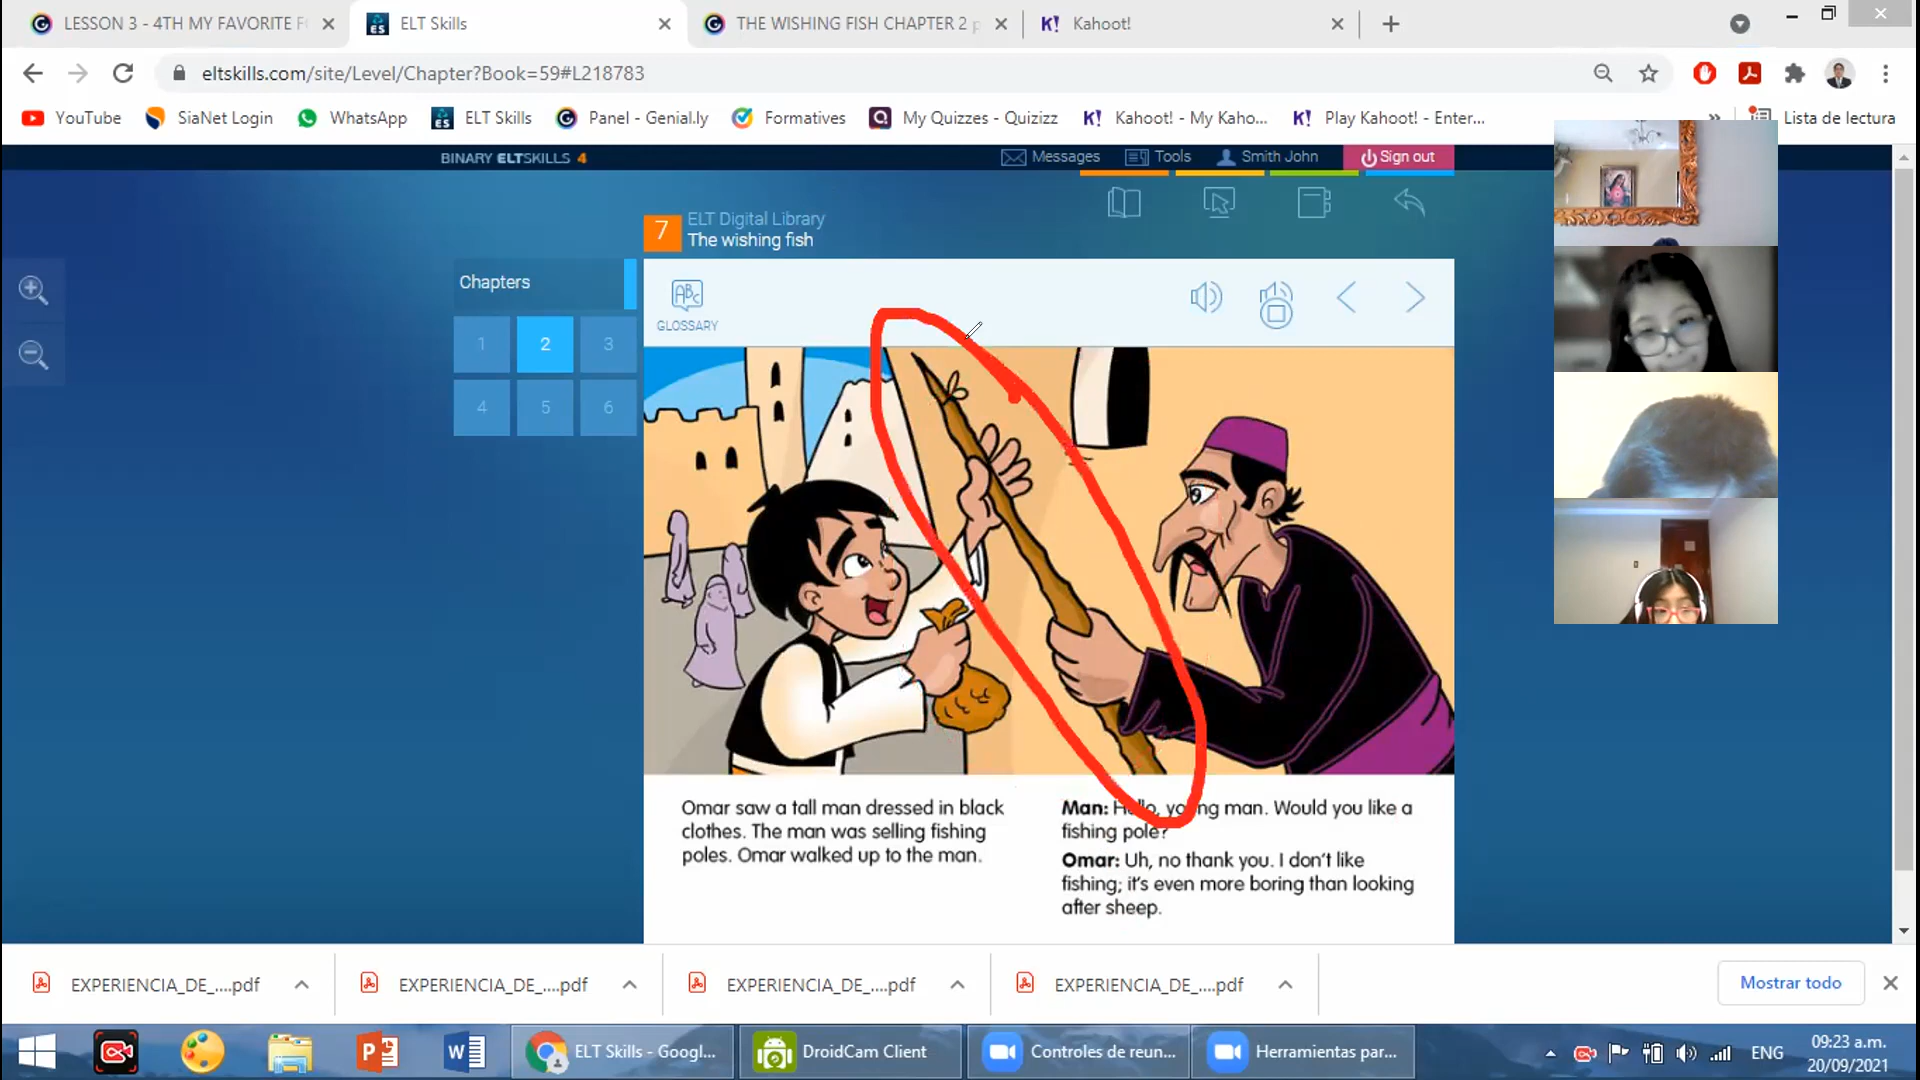 LESSON 3 - 4TH MY FAVORITE F
ELT Skills
THE WISHING FISH CHAPTER 2 p
K! Kahoot!
eltskills.com/site/Level/Chapter?Book=59#L218783
YouTube SiaNet Login WhatsApp ELT Skills Panel - Genial.ly Formatives My Quizzes - Quizizz K! Kahoot! - My Kaho... K! Play Kahoot! - Enter... » Lista de lectura
BINARY ELTSKILLS 4
Messages Tools Smith John Sign out
7
ELT Digital Library
The wishing fish
Chapters
1 2 3
4 5 6
ABC
GLOSSARY
Omar saw a tall man dressed in black
clothes. The man was selling fishing
poles. Omar walked up to the man.
Man: Hello, young man. Would you like a
fishing pole?
Omar: Uh, no thank you. I don't like
fishing; it's even more boring than looking
after sheep.
EXPERIENCIA_DE_....pdf EXPERIENCIA_DE_....pdf EXPERIENCIA_DE_....pdf EXPERIENCIA_DE_....pdf Mostrar todo
ELT Skills - Googl... DroidCam Client Controles de reun... Herramientas par... ENG
09:23 a.m.
20/09/2021